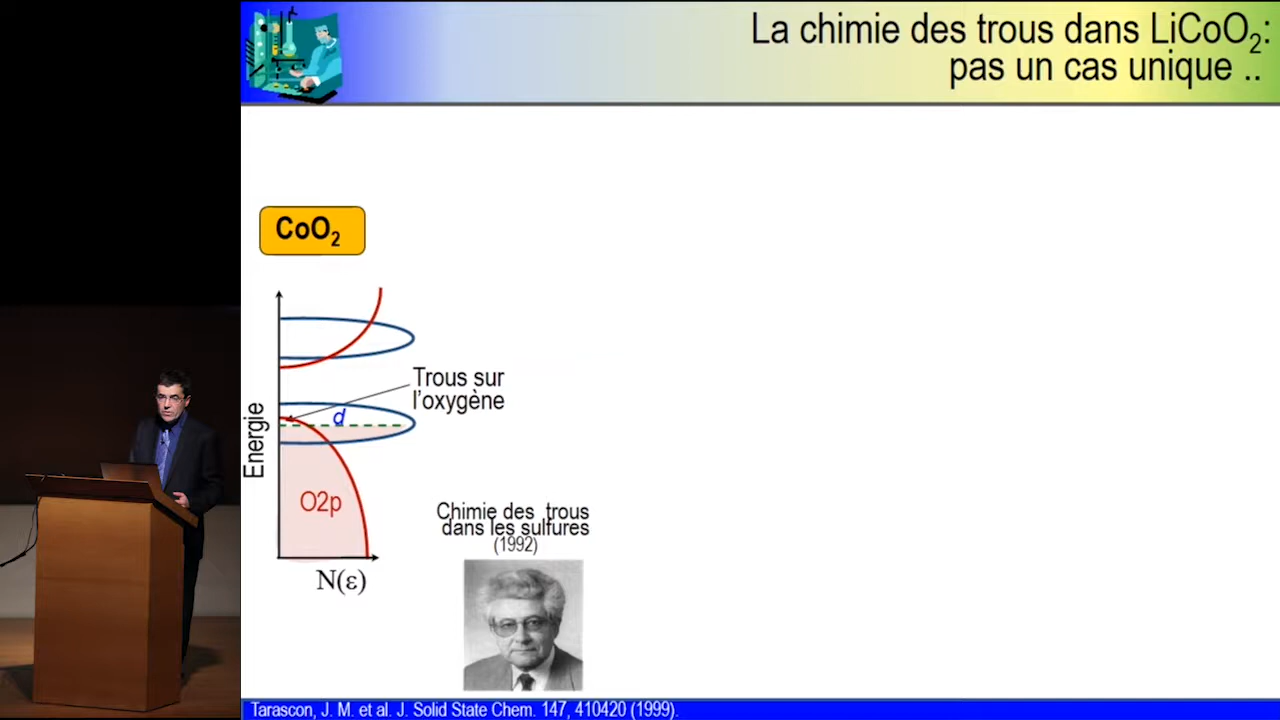 La chimie des trous dans LiCoO₂:
pas un cas unique ..
CoO₂
Trous sur
l'oxygène
d
Energie
O2p
N(ε)
Chimie des trous
dans les sulfures
(1992)
Tarascon, J. M. et al. J. Solid State Chem. 147, 410420 (1999).